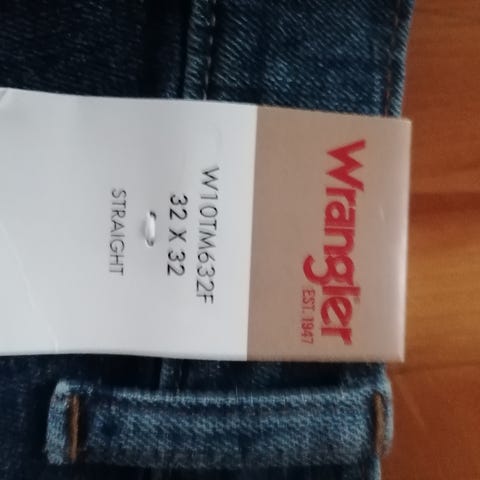 Wrangler
EST. 1947
W10TM632F
32 X 32
STRAIGHT